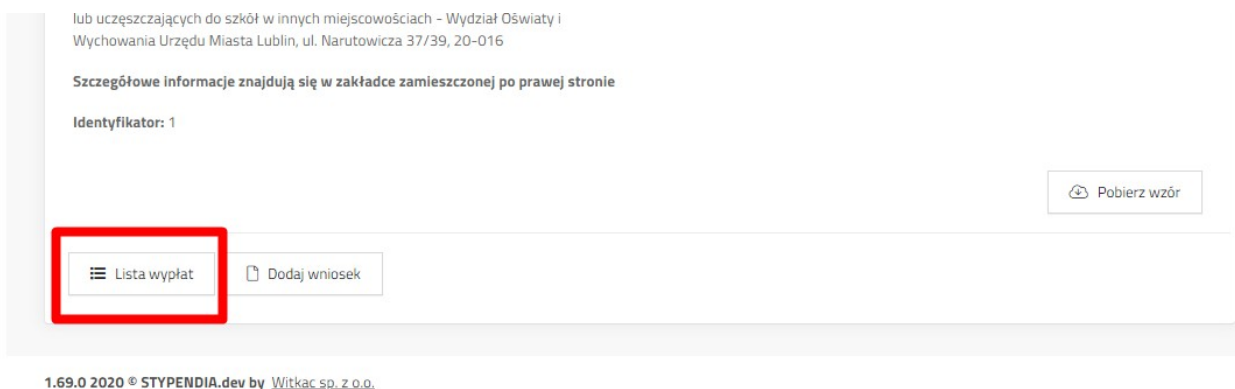 lub uczęszczających do szkół w innych miejscowościach - Wydział Oświaty i
Wychowania Urzędu Miasta Lublin, ul. Narutowicza 37/39, 20-016
Szczegółowe informacje znajdują się w zakładce zamieszczonej po prawej stronie
Identyfikator: 1
Pobierz wzór
Lista wypłat
Dodaj wniosek
1.69.0 2020 © STYPENDIA.dev by Witkac sp. z o.o.